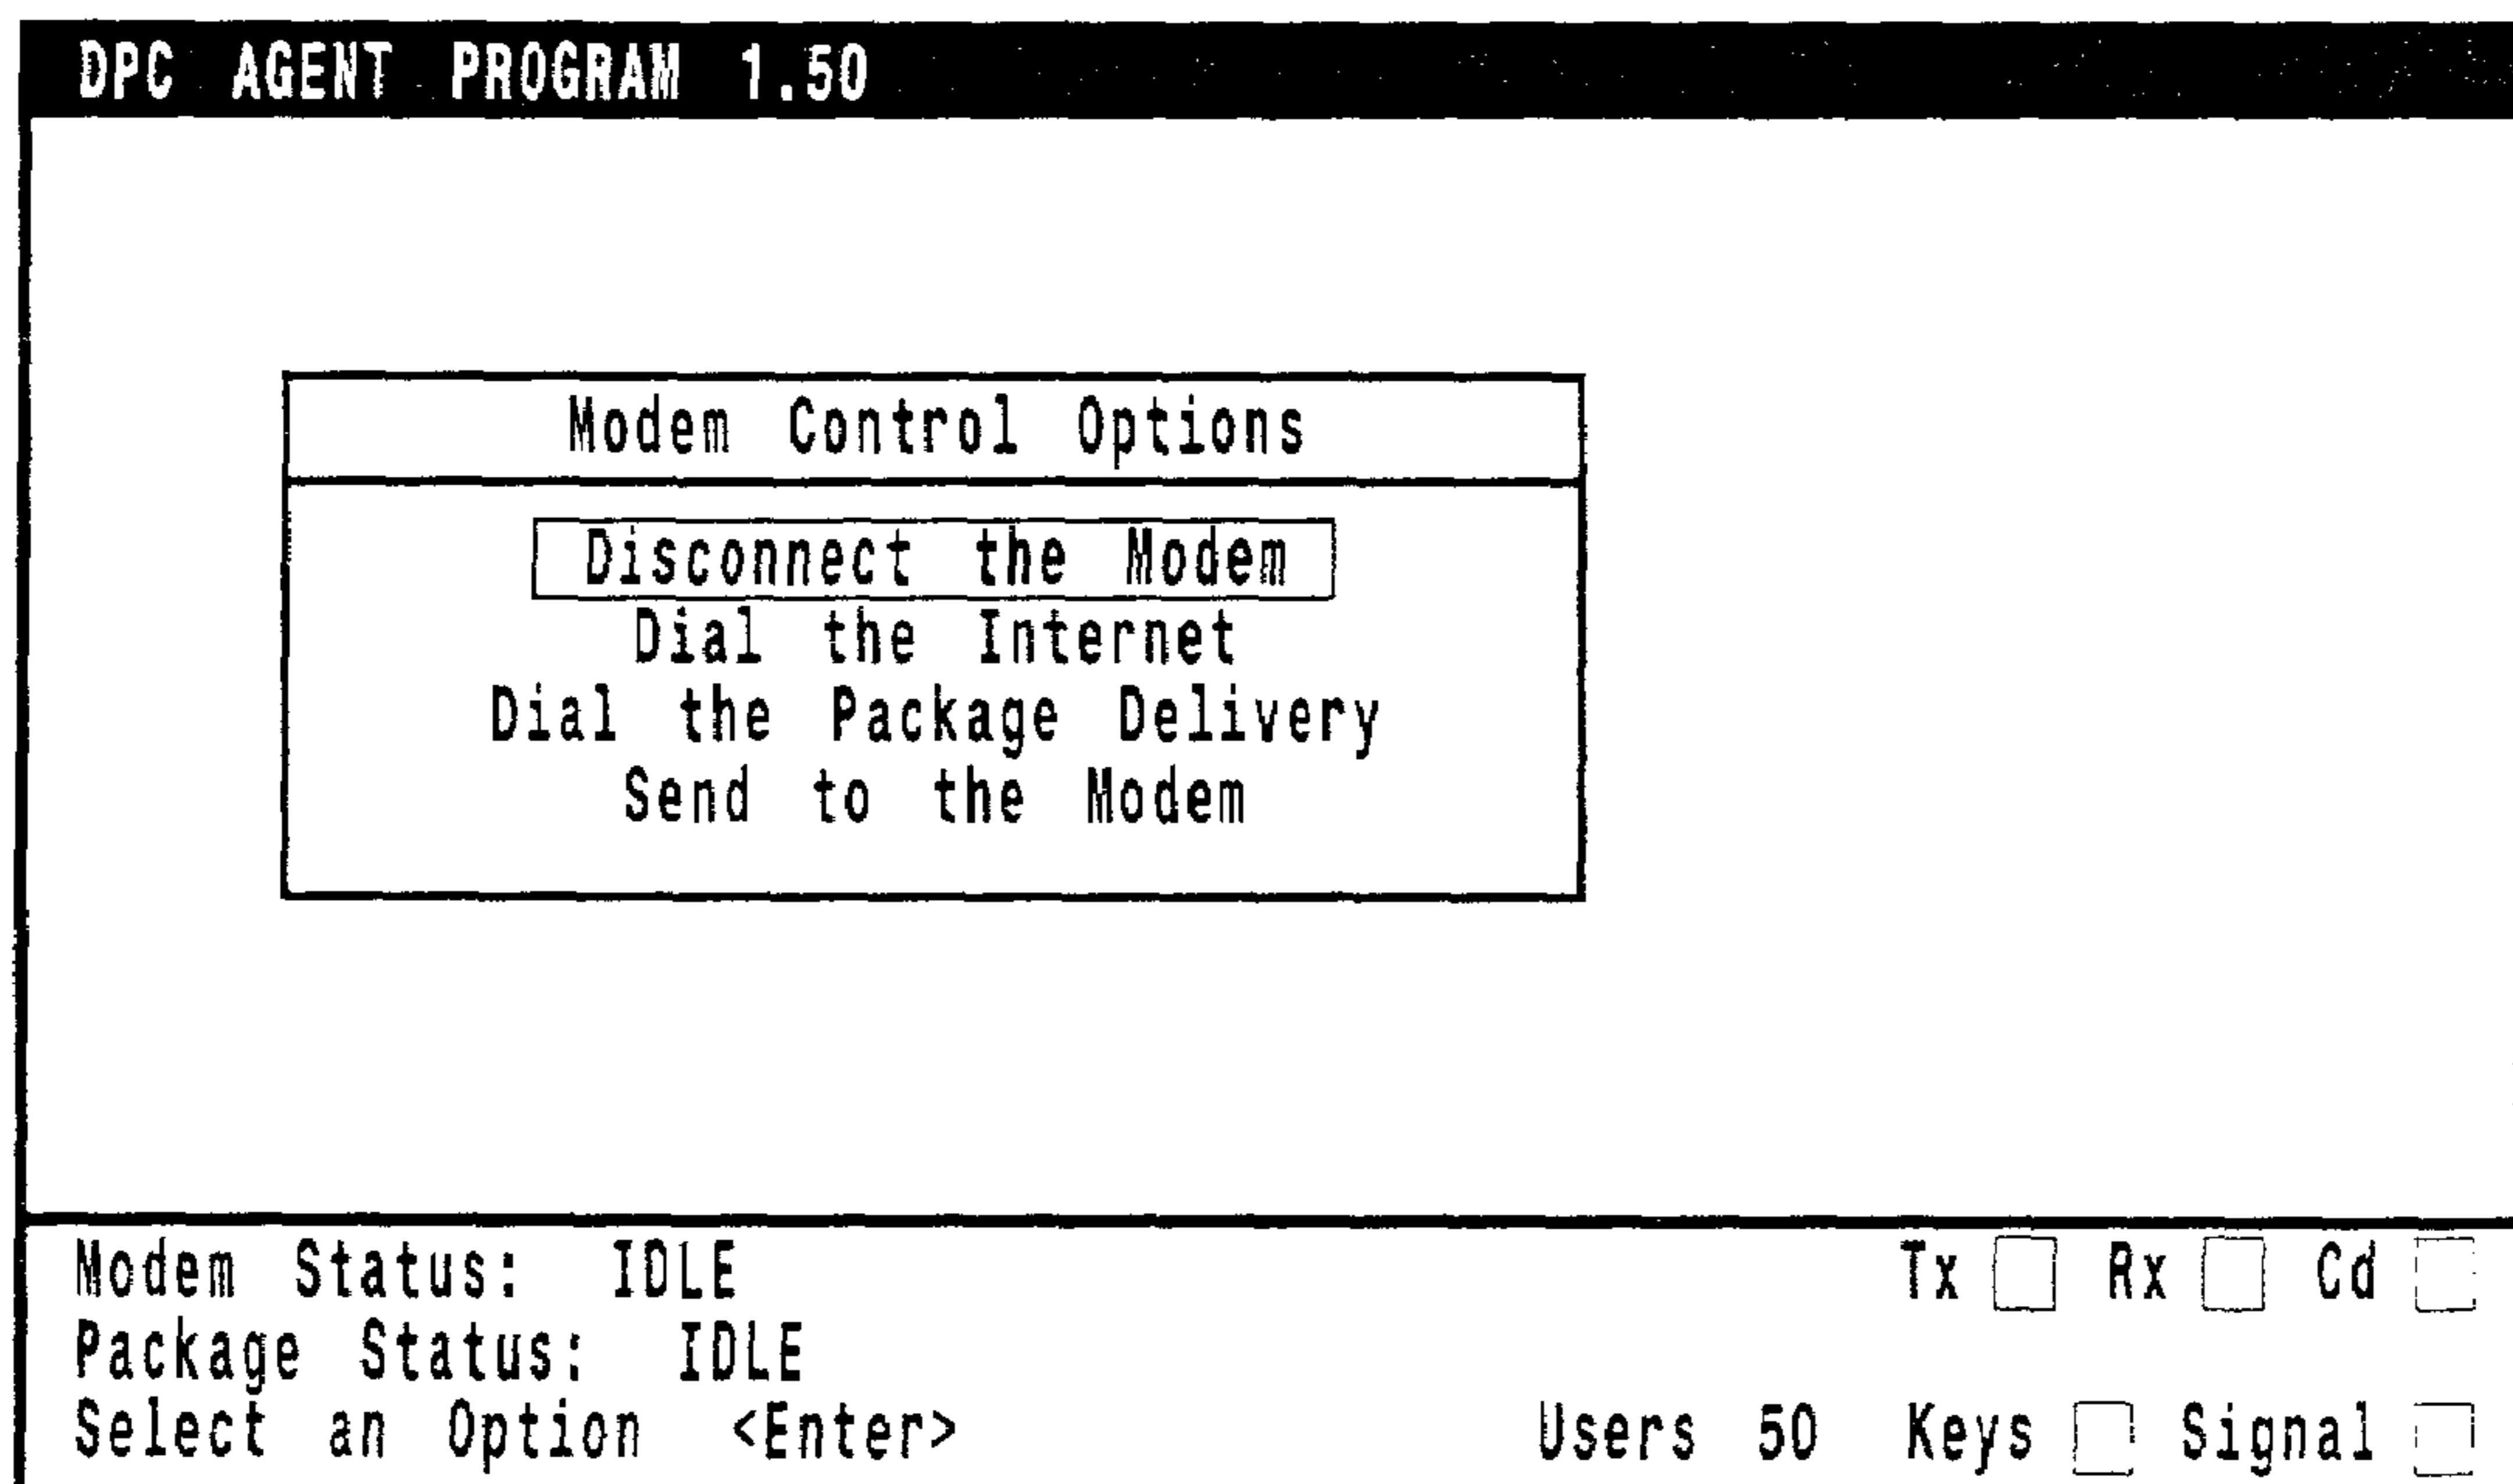 DPC AGENT PROGRAM 1.50
Modem Control Options
Disconnect the Modem
Dial the Internet
Dial the Package Delivery
Send to the Modem
Modem Status: IDLE Tx Rx Cd
Package Status: IDLE
Select an Option <Enter> Users 50 Keys Signal